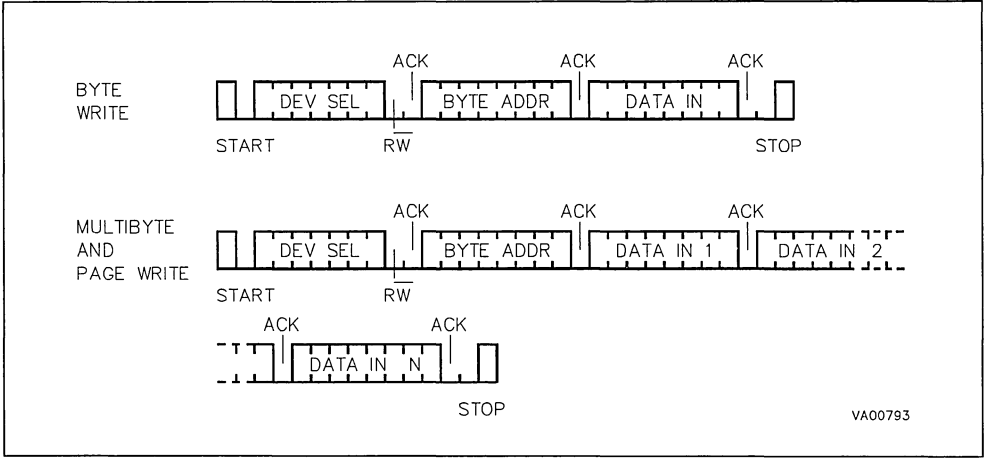 ACK ACK ACK
BYTE
WRITE
DEV SEL BYTE ADDR DATA IN
START RW STOP
ACK ACK ACK
MULTIBYTE
AND
PAGE WRITE
DEV SEL BYTE ADDR DATA IN 1 DATA IN 2
START RW
ACK ACK
DATA IN N
STOP
VA00793